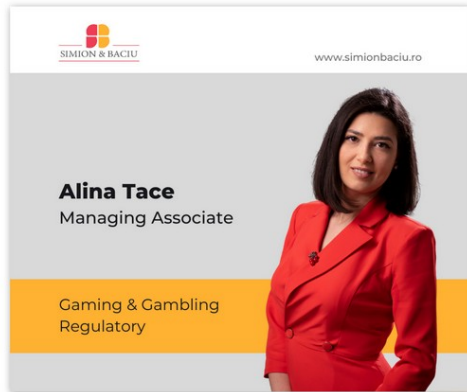 SIMION & BACIU
www.simionbaciu.ro
Alina Tace
Managing Associate
Gaming & Gambling
Regulatory